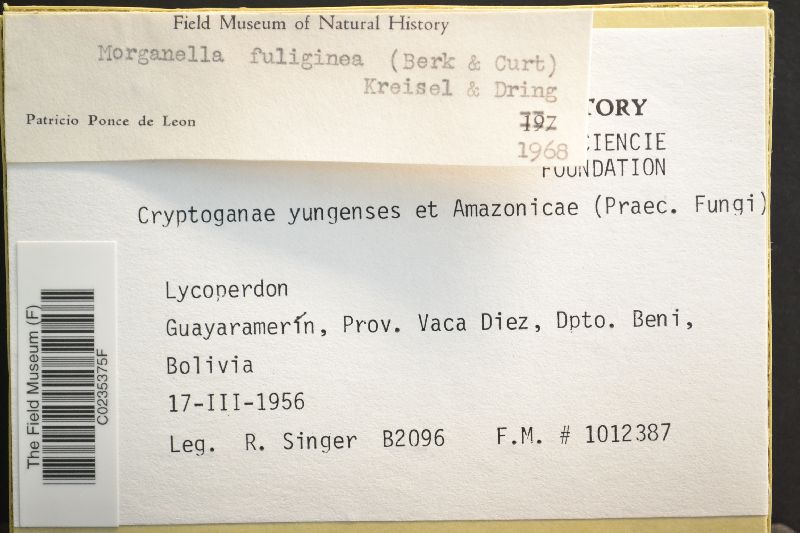 Field Museum of Natural History
Morganella fuliginea (Berk & Curt)
Kreisel & Dring
Patricio Ponce de Leon
1968
TORY
CIENCIE
FOUNDATION
Cryptoganae yungenses et Amazonicae (Praec. Fungi)
Lycoperdon
Guayaramerín, Prov. Vaca Diez, Dpto. Beni,
Bolivia
17-III-1956
Leg. R. Singer B2096 F.M. # 1012387
The Field Museum (F)
C0235375F